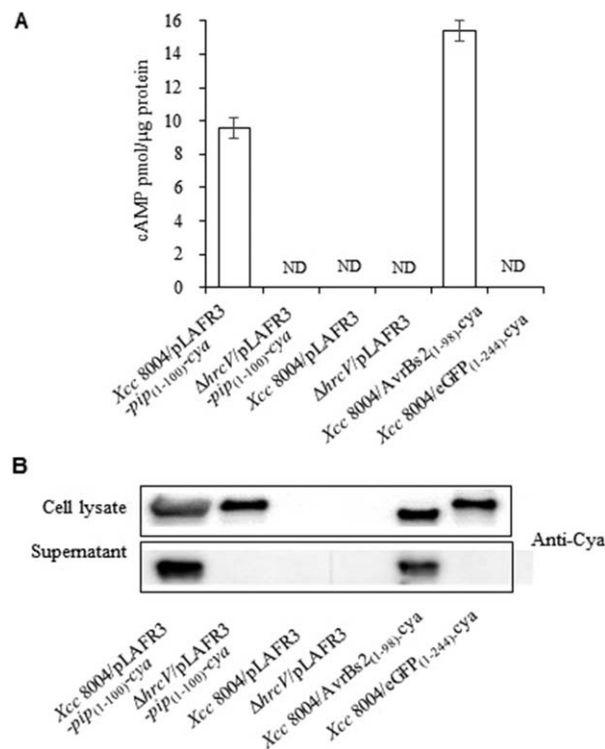 A
cAMP pmol/μg protein
16
14
12
10
8
6
4
2
0
ND
ND
ND
ND
Xcc 8004/pLAFR3
-pip(1-100)-cya
ΔhrcV/pLAFR3
-pip(1-100)-cya
Xcc 8004/pLAFR3
ΔhrcV/pLAFR3
Xcc 8004/AvrBs2(1-98)-cya
Xcc 8004/eGFP(1-244)-cya
B
Cell lysate
Supernatant
Anti-Cya
Xcc 8004/pLAFR3
-pip(1-100)-cya
ΔhrcV/pLAFR3
-pip(1-100)-cya
Xcc 8004/pLAFR3
ΔhrcV/pLAFR3
Xcc 8004/AvrBs2(1-98)-cya
Xcc 8004/eGFP(1-244)-cya